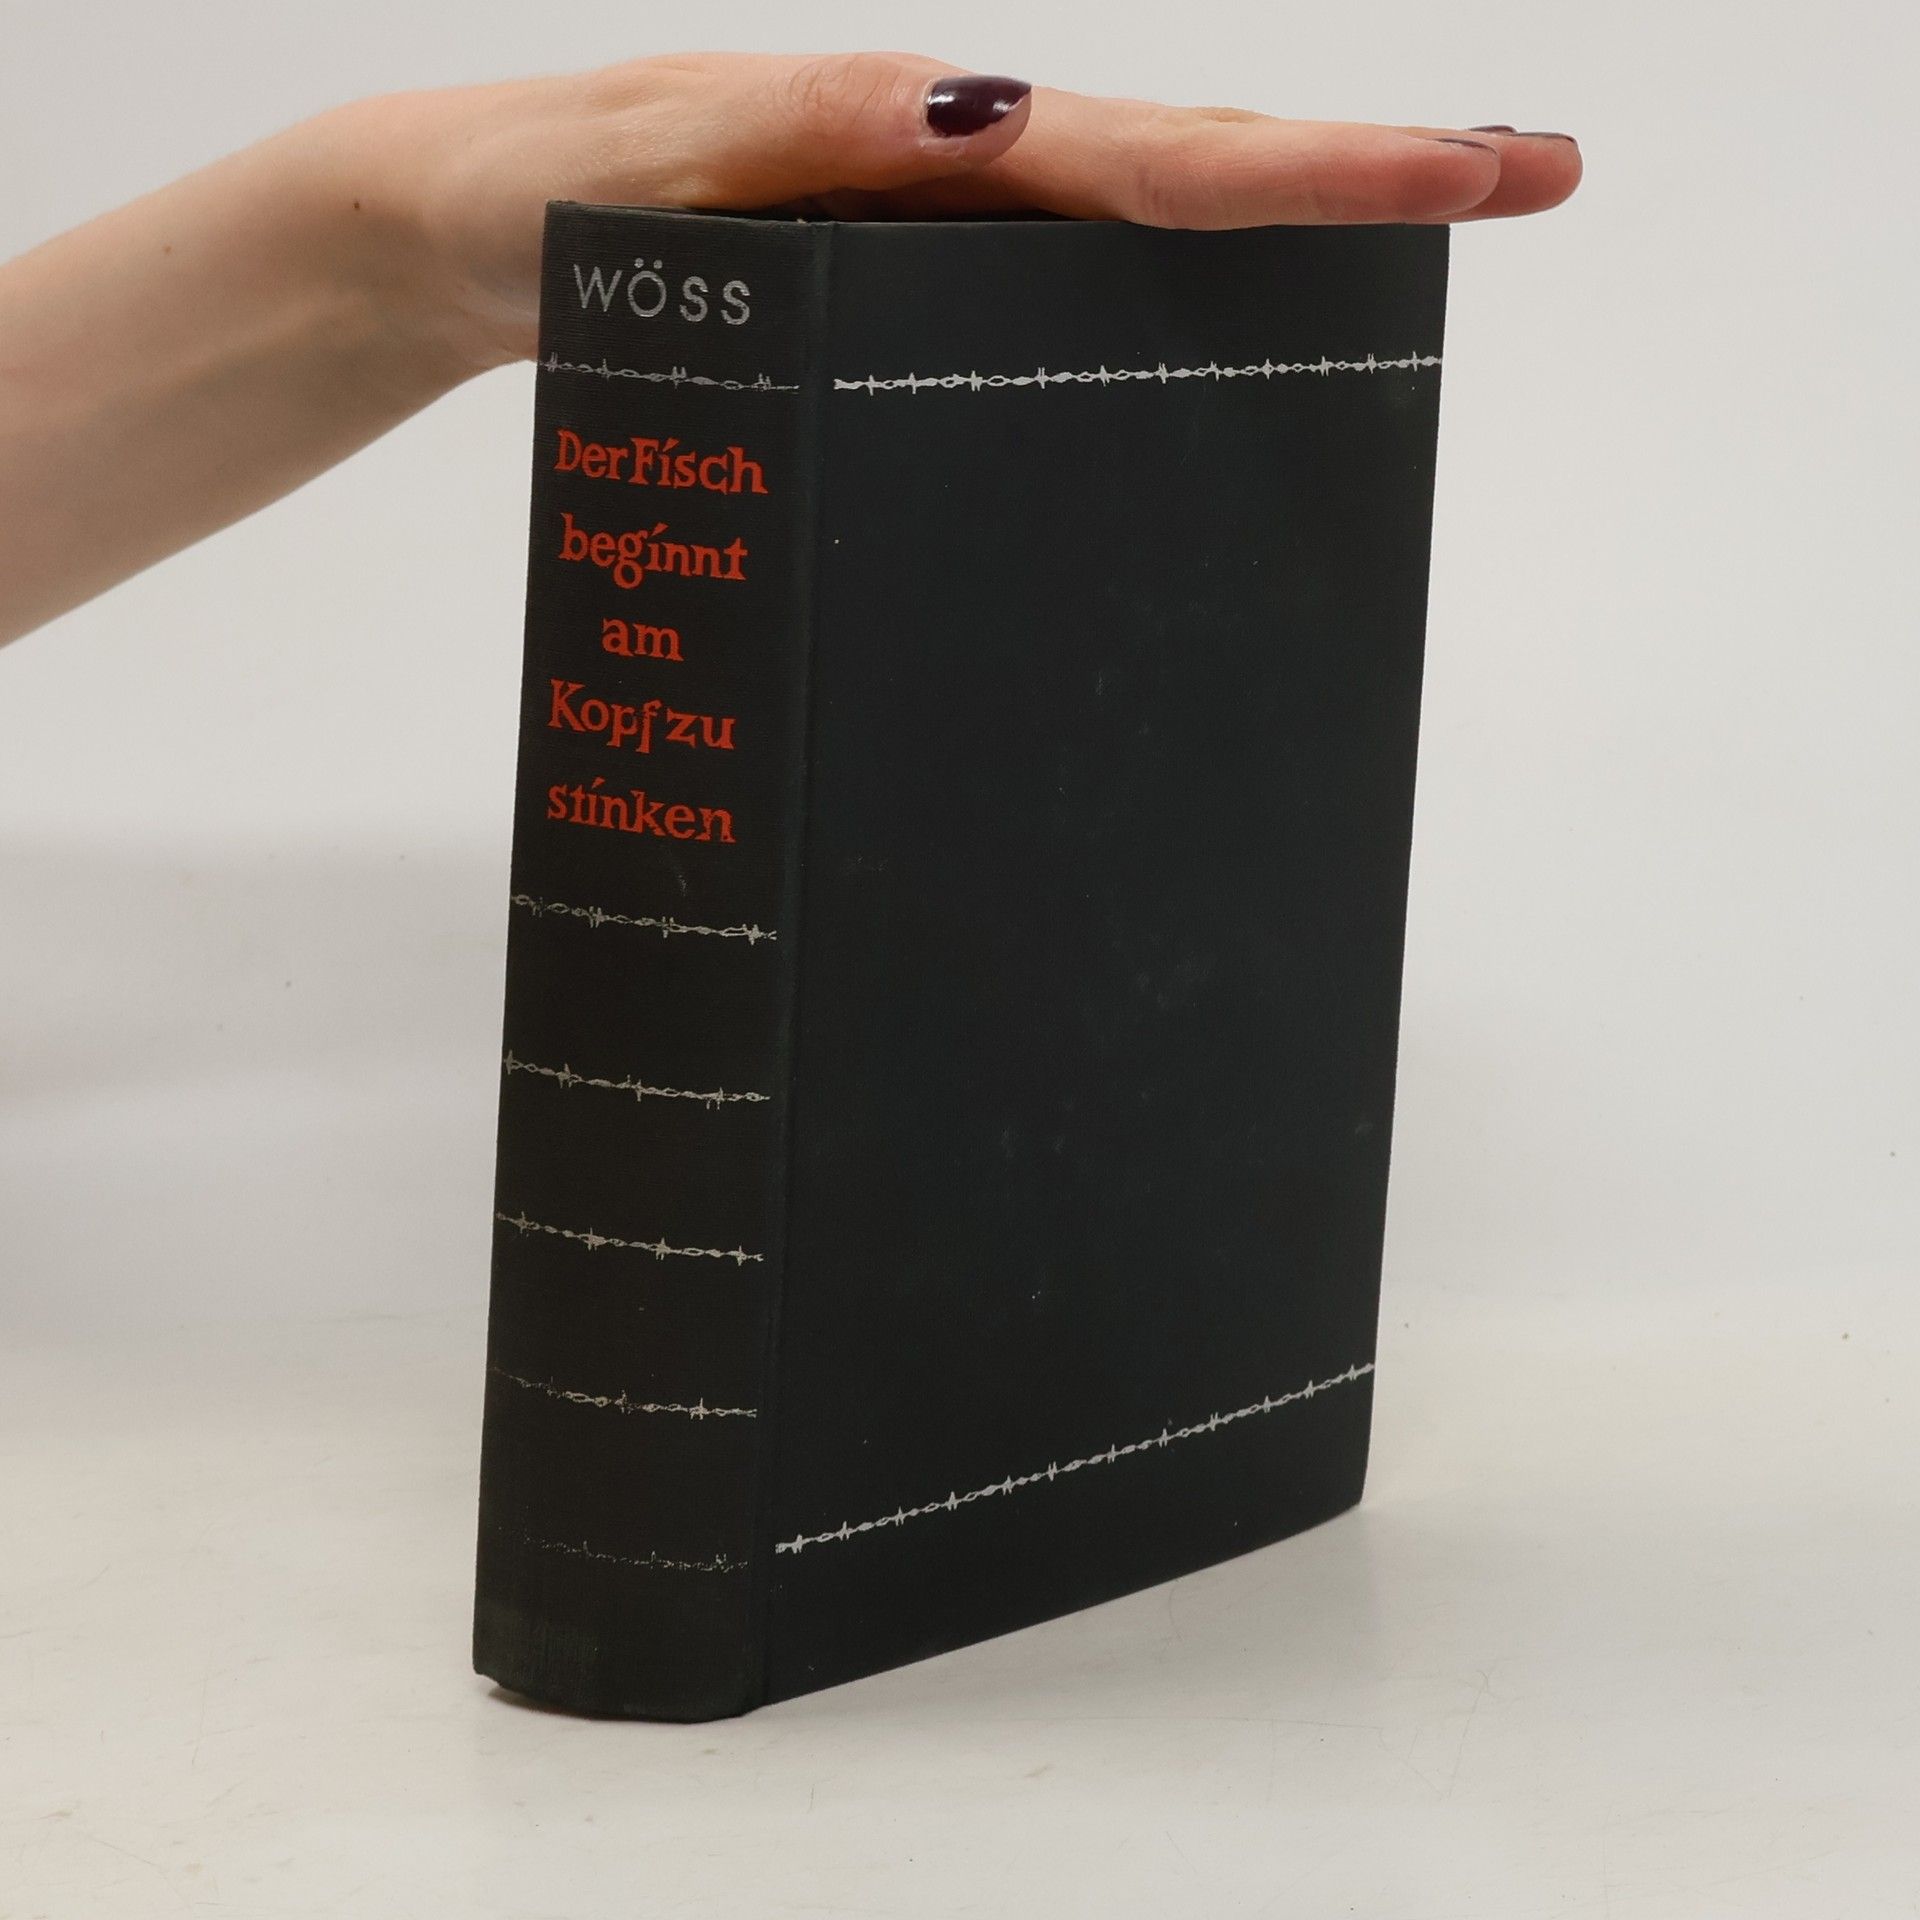 WÖSS
Der Fisch
beginnt
am
Kopf zu
stinken